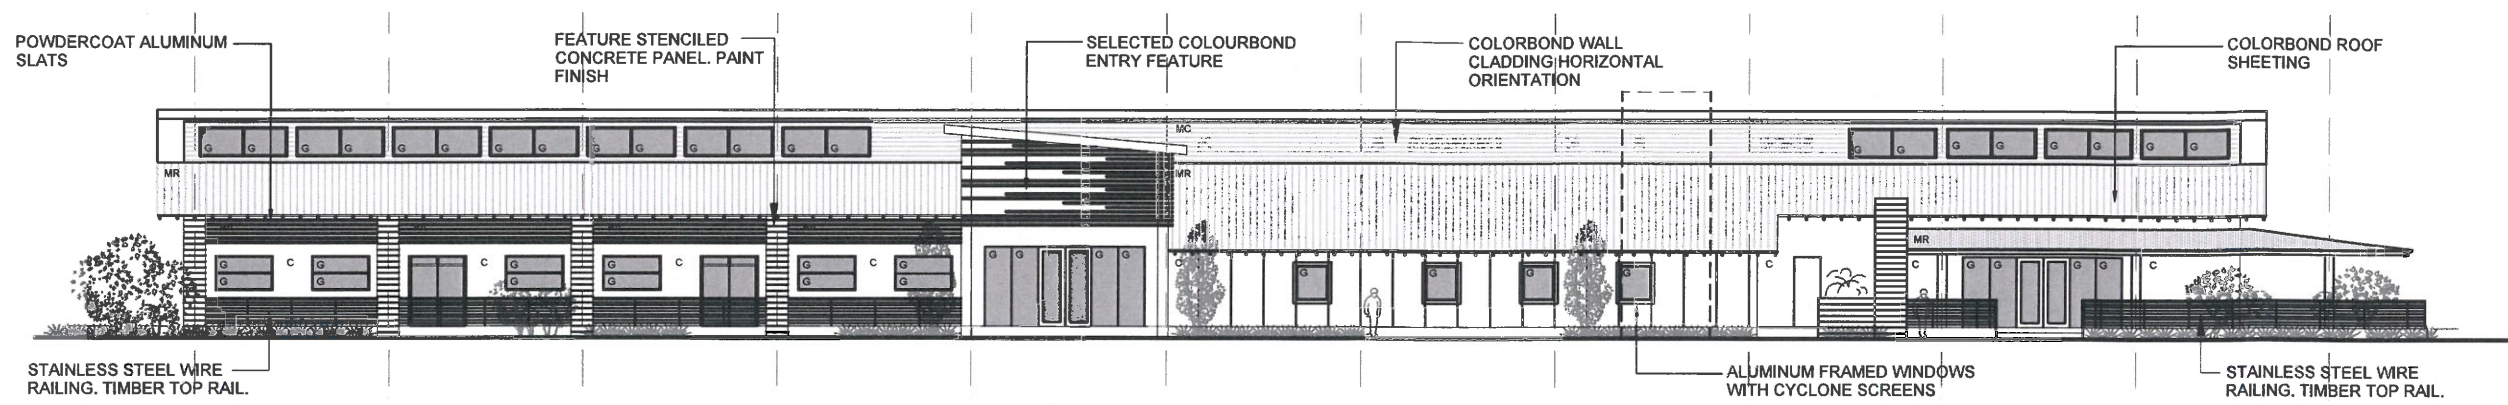 POWDERCOAT ALUMINUM
SLATS
FEATURE STENCILED
CONCRETE PANEL. PAINT
FINISH
SELECTED COLOURBOND
ENTRY FEATURE
COLORBOND WALL
CLADDING HORIZONTAL
ORIENTATION
COLORBOND ROOF
SHEETING
G G G G G G G G G G G G G G
MC
G G G G G G G G
MR
MR
MR
G C G G C G G C G G C G
G G G G G G
G G G G
C G G G G C C G G G G C
STAINLESS STEEL WIRE
RAILING. TIMBER TOP RAIL.
ALUMINUM FRAMED WINDOWS
WITH CYCLONE SCREENS
STAINLESS STEEL WIRE
RAILING. TIMBER TOP RAIL.